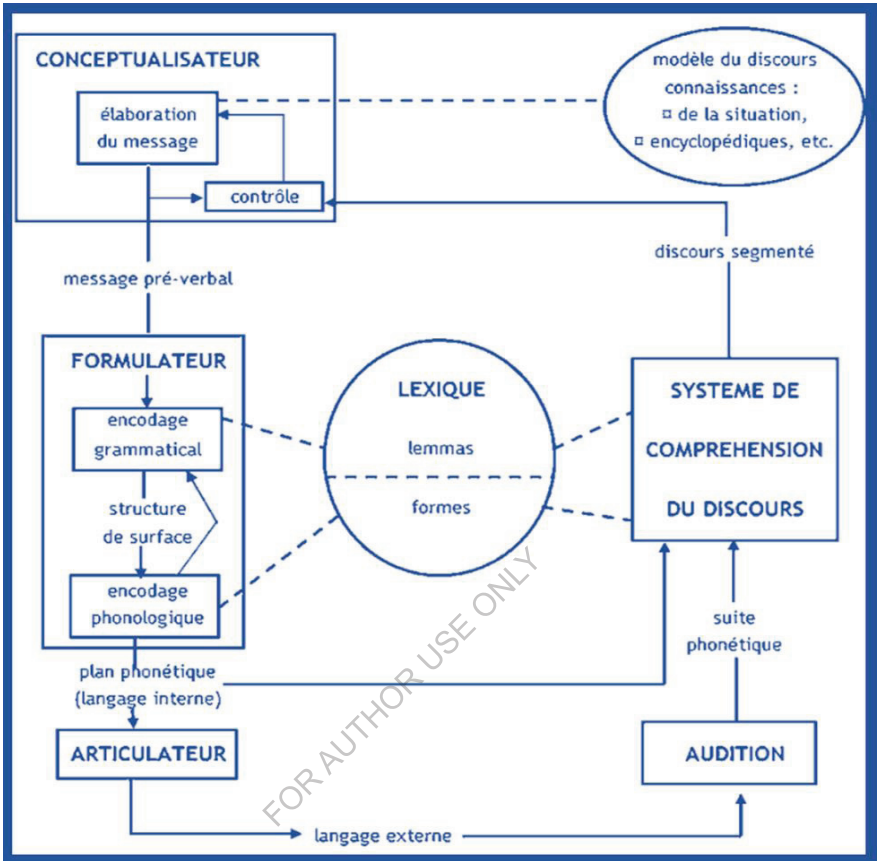 CONCEPTUALISATEUR
élaboration
du message
contrôle
modèle du discours
connaissances :
¤ de la situation,
¤ encyclopédiques, etc.
discours segmenté
message pré-verbal
FORMULATEUR
encodage
grammatical
structure
de surface
encodage
phonologique
LEXIQUE
lemmas
formes
SYSTEME DE
COMPREHENSION
DU DISCOURS
plan phonétique
(langage interne)
suite
phonétique
ARTICULATEUR
AUDITION
langage externe
FOR AUTHOR USE ONLY